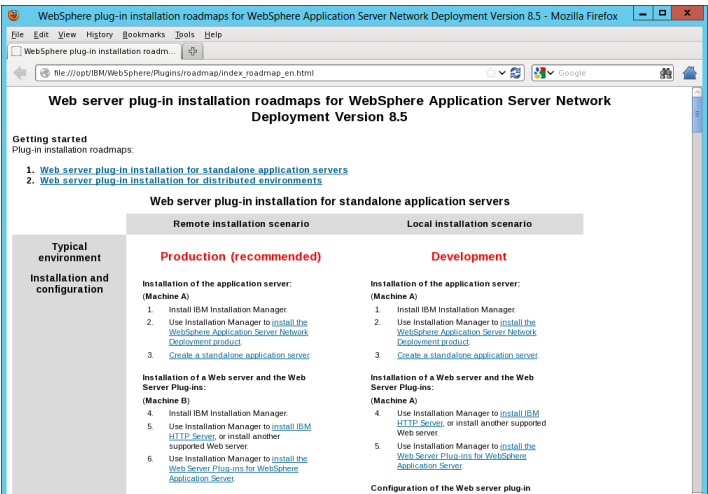 WebSphere plug-in installation roadmaps for WebSphere Application Server Network Deployment Version 8.5 - Mozilla Firefox
File Edit View History Bookmarks Tools Help
WebSphere plug-in installation roadm...
file:///opt/IBM/WebSphere/Plugins/roadmap/index_roadmap_en.html
Google
Web server plug-in installation roadmaps for WebSphere Application Server Network
Deployment Version 8.5
Getting started
Plug-in installation roadmaps:
1. Web server plug-in installation for standalone application servers
2. Web server plug-in installation for distributed environments
Web server plug-in installation for standalone application servers
Remote installation scenario
Local installation scenario
Typical
environment
Installation and
configuration
Production (recommended)
Installation of the application server:
(Machine A)
1. Install IBM Installation Manager.
2. Use Installation Manager to install the
WebSphere Application Server Network
Deployment product.
3. Create a standalone application server.
Installation of a Web server and the Web
Server Plug-ins:
(Machine B)
4. Install IBM Installation Manager.
5. Use Installation Manager to install IBM
HTTP Server, or install another
supported Web server.
6. Use Installation Manager to install the
Web Server Plug-ins for WebSphere
Application Server.
Development
Installation of the application server:
(Machine A)
1. Install IBM Installation Manager.
2. Use Installation Manager to install the
WebSphere Application Server Network
Deployment product.
3. Create a standalone application server.
Installation of a Web server and the Web
Server Plug-ins:
(Machine A)
4. Use Installation Manager to install IBM
HTTP Server, or install another supported
Web server.
5. Use Installation Manager to install the
Web Server Plug-ins for WebSphere
Application Server.
Configuration of the Web server plug-in